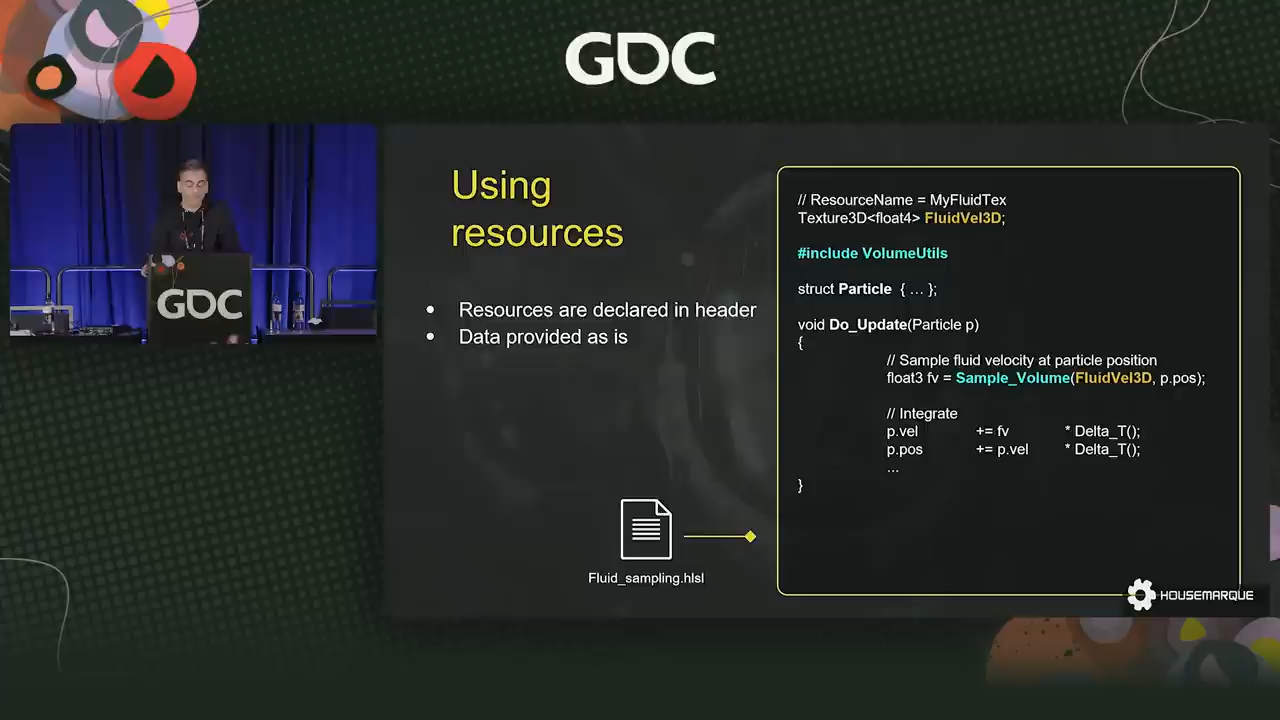 GDC
GDC
Using
resources
• Resources are declared in header
• Data provided as is
Fluid_sampling.hlsl
// ResourceName = MyFluidTex
Texture3D<float4> FluidVel3D;
#include VolumeUtils
struct Particle { ... };
void Do_Update(Particle p)
{
// Sample fluid velocity at particle position
float3 fv = Sample_Volume(FluidVel3D, p.pos);
// Integrate
p.vel += fv * Delta_T();
p.pos += p.vel * Delta_T();
...
}
HOUSEMARQUE